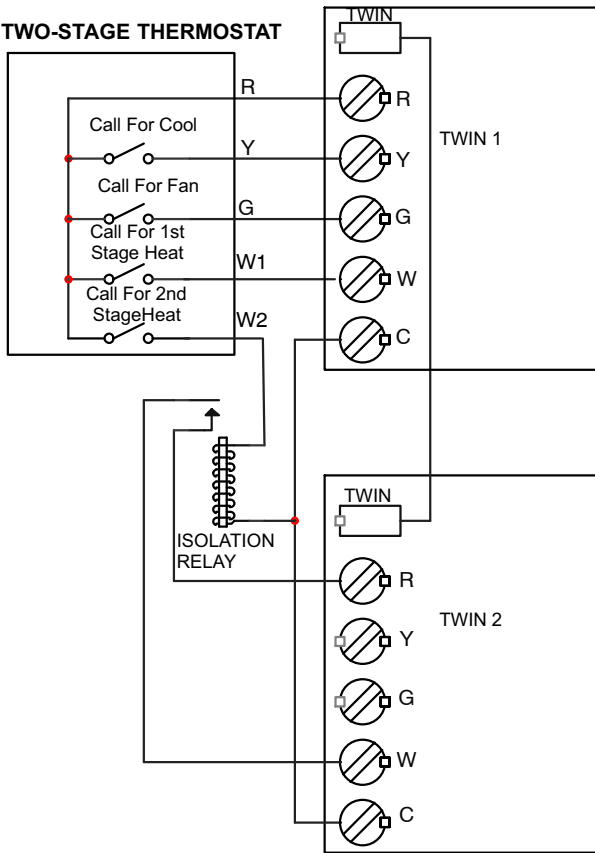 TWO-STAGE THERMOSTAT
TWIN
R
R
Call For Cool
TWIN 1
Y
Y
Call For Fan
G
G
Call For 1st
Stage Heat
W1
W
Call For 2nd
StageHeat
W2
C
TWIN
ISOLATION
RELAY
R
TWIN 2
Y
G
W
C